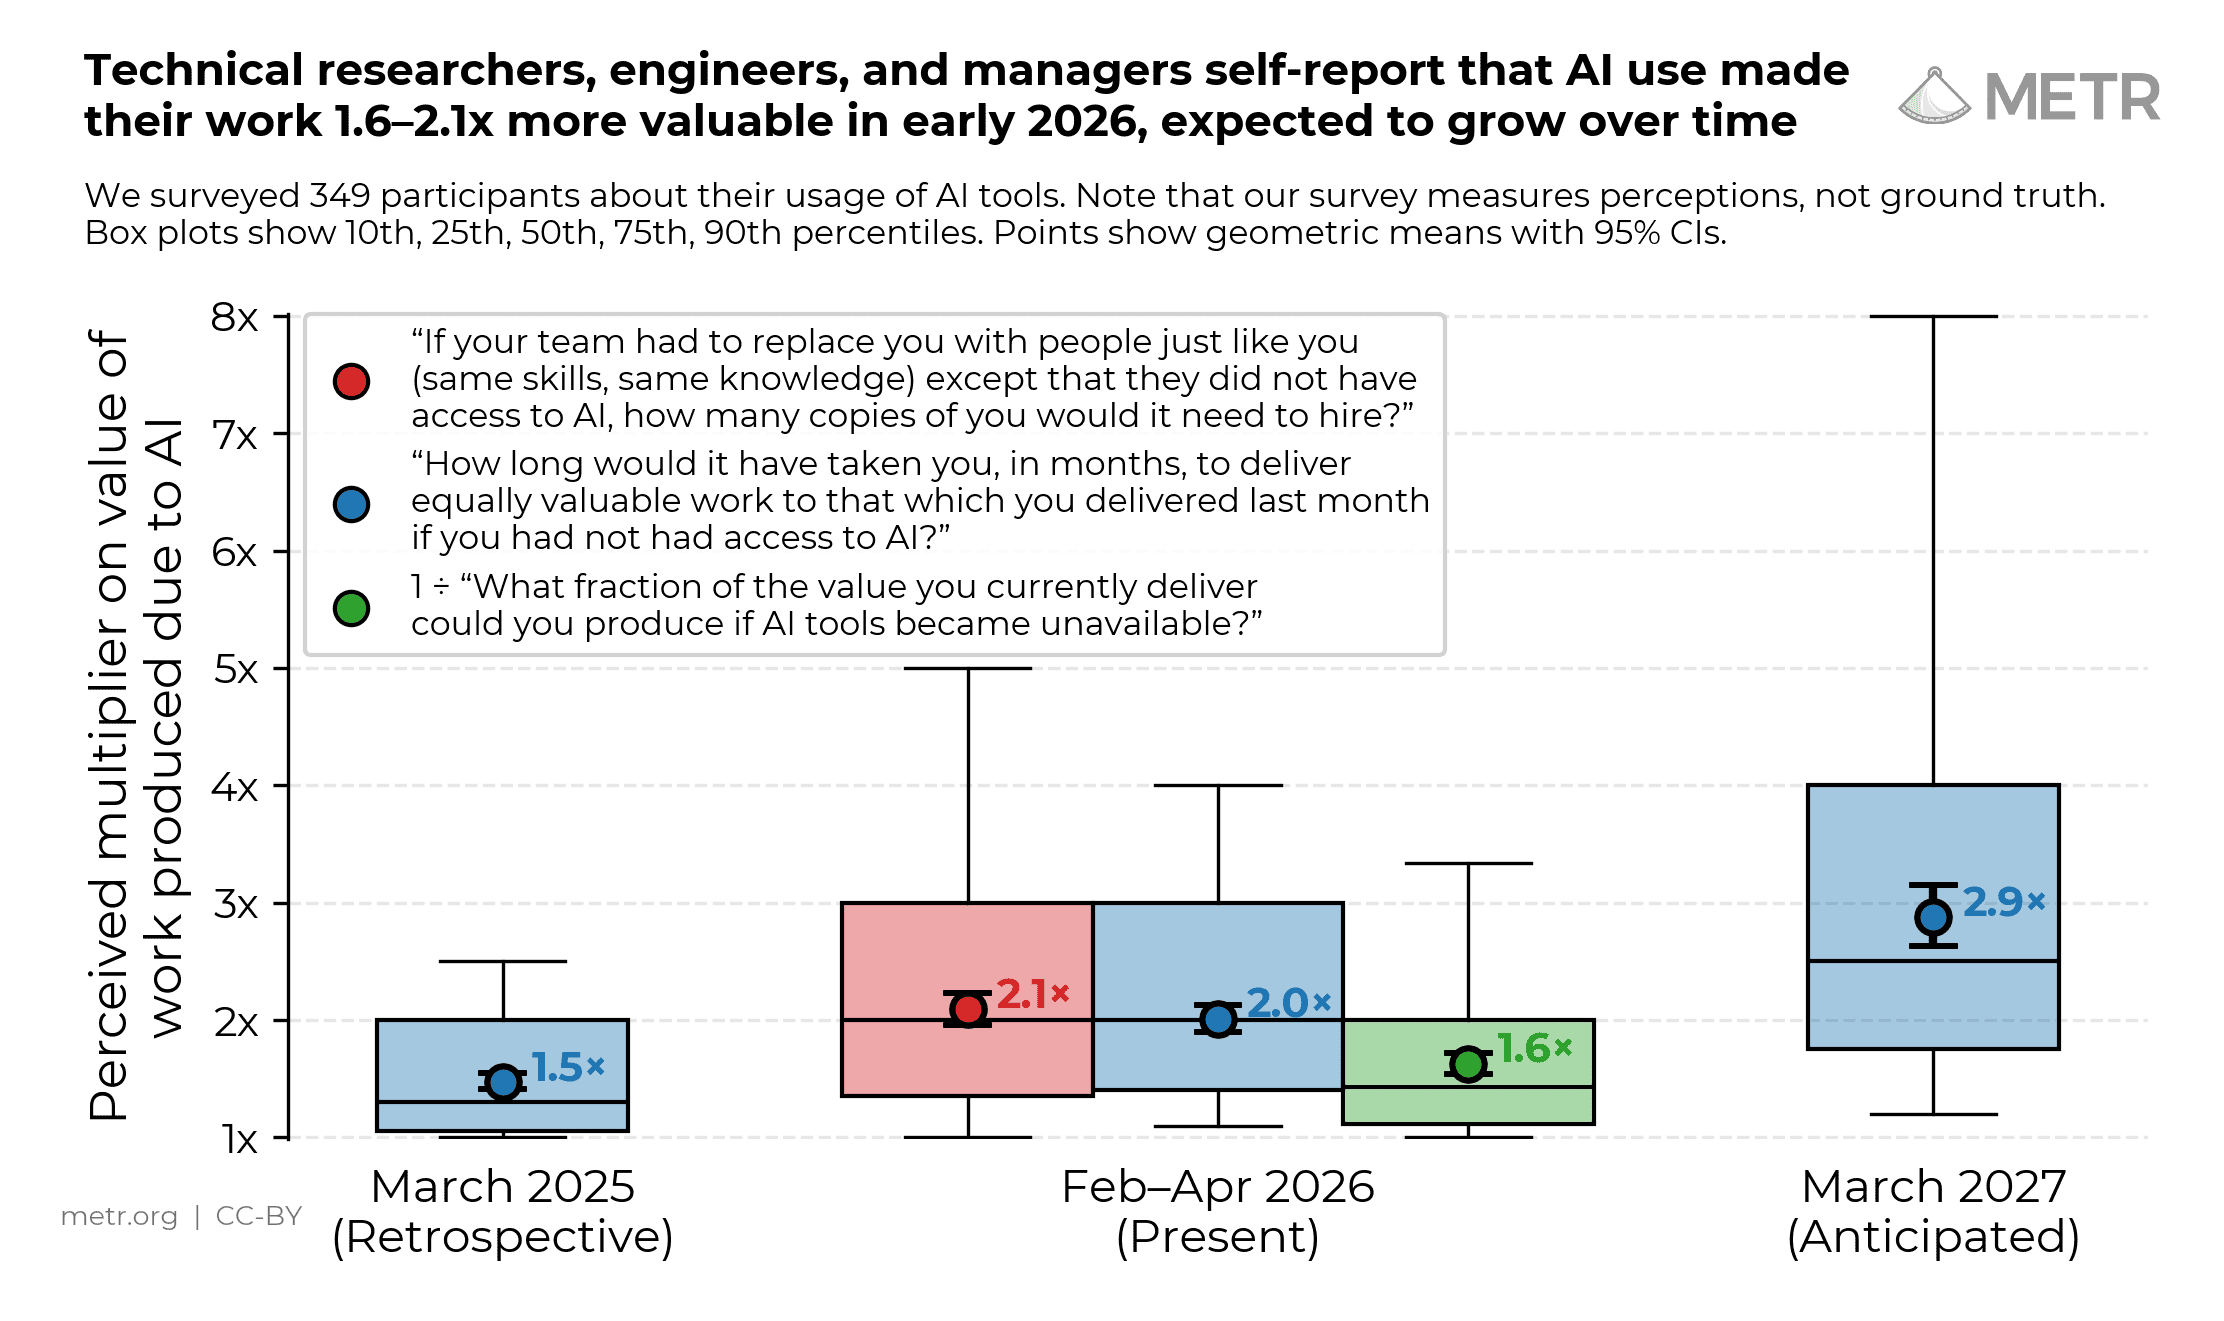 Technical researchers, engineers, and managers self-report that AI use made
their work 1.6–2.1x more valuable in early 2026, expected to grow over time
METR
We surveyed 349 participants about their usage of AI tools. Note that our survey measures perceptions, not ground truth.
Box plots show 10th, 25th, 50th, 75th, 90th percentiles. Points show geometric means with 95% CIs.
Perceived multiplier on value of
work produced due to AI
8x
7x
6x
5x
4x
3x
2x
1x
“If your team had to replace you with people just like you
(same skills, same knowledge) except that they did not have
access to AI, how many copies of you would it need to hire?”
“How long would it have taken you, in months, to deliver
equally valuable work to that which you delivered last month
if you had not had access to AI?”
1 ÷ “What fraction of the value you currently deliver
could you produce if AI tools became unavailable?”
1.5×
2.1×
2.0×
1.6×
2.9×
March 2025
(Retrospective)
Feb–Apr 2026
(Present)
March 2027
(Anticipated)
metr.org | CC-BY